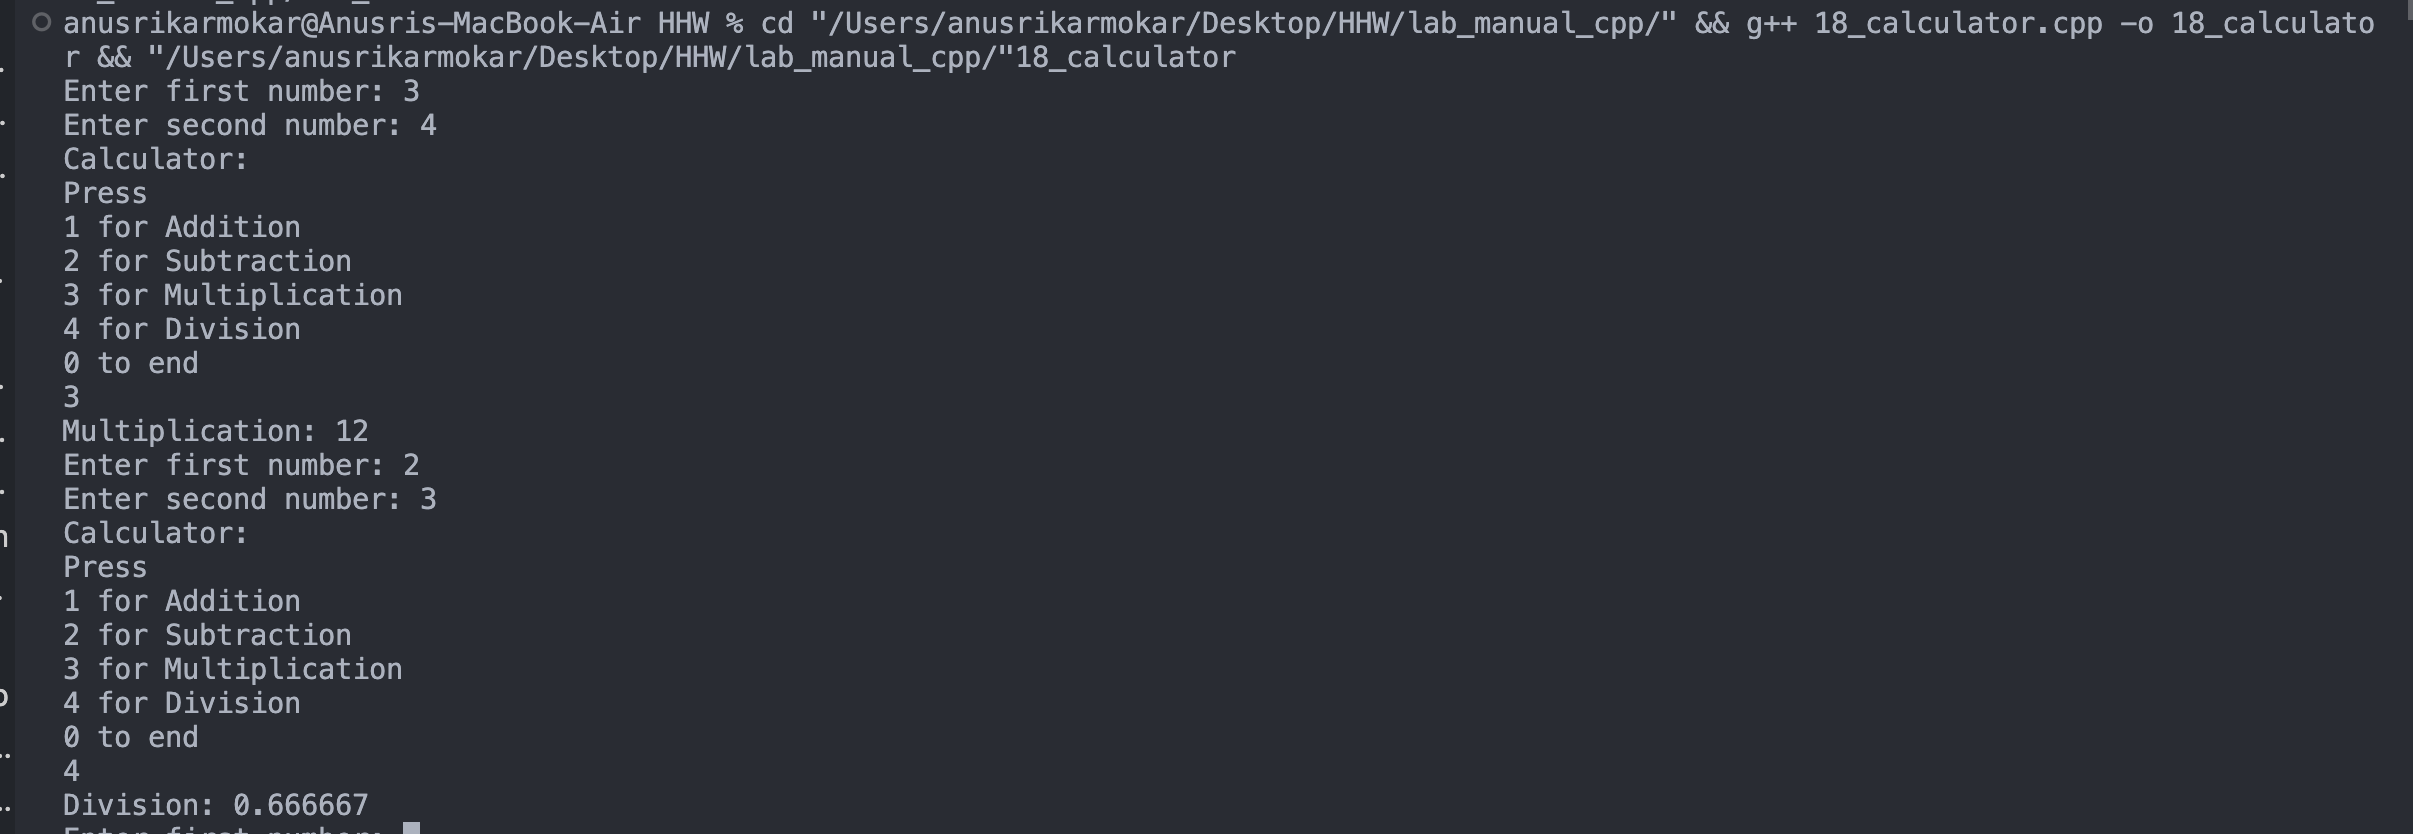 anusrikarmokar@Anusris-MacBook-Air HHW % cd "/Users/anusrikarmokar/Desktop/HHW/lab_manual_cpp/" && g++ 18_calculator.cpp -o 18_calculato
r && "/Users/anusrikarmokar/Desktop/HHW/lab_manual_cpp/"18_calculator
Enter first number: 3
Enter second number: 4
Calculator:
Press
1 for Addition
2 for Subtraction
3 for Multiplication
4 for Division
0 to end
3
Multiplication: 12
Enter first number: 2
Enter second number: 3
Calculator:
Press
1 for Addition
2 for Subtraction
3 for Multiplication
4 for Division
0 to end
4
Division: 0.666667
Enter first number: